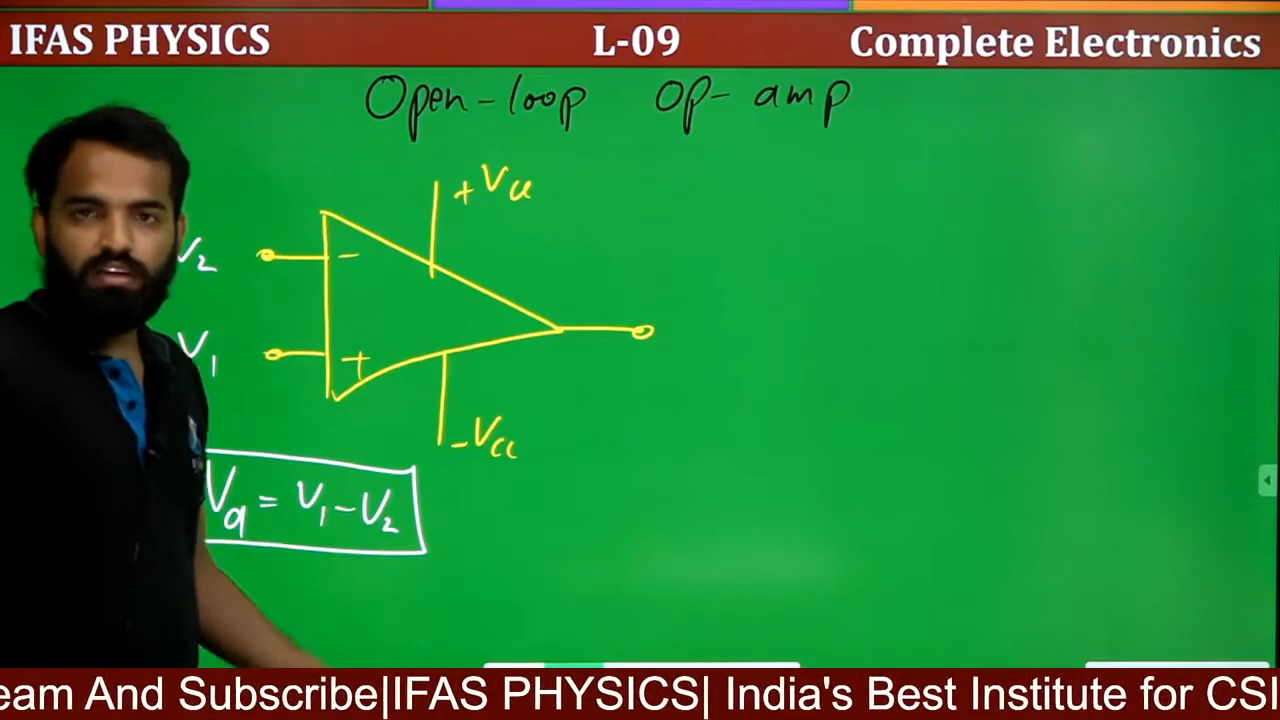 IFAS PHYSICS L-09 Complete Electronics
Open-loop Op-amp
+Vcc
V2
-
V1
+
-Vcc
Vd = V1-V2
eam And Subscribe|IFAS PHYSICS| India's Best Institute for CSI